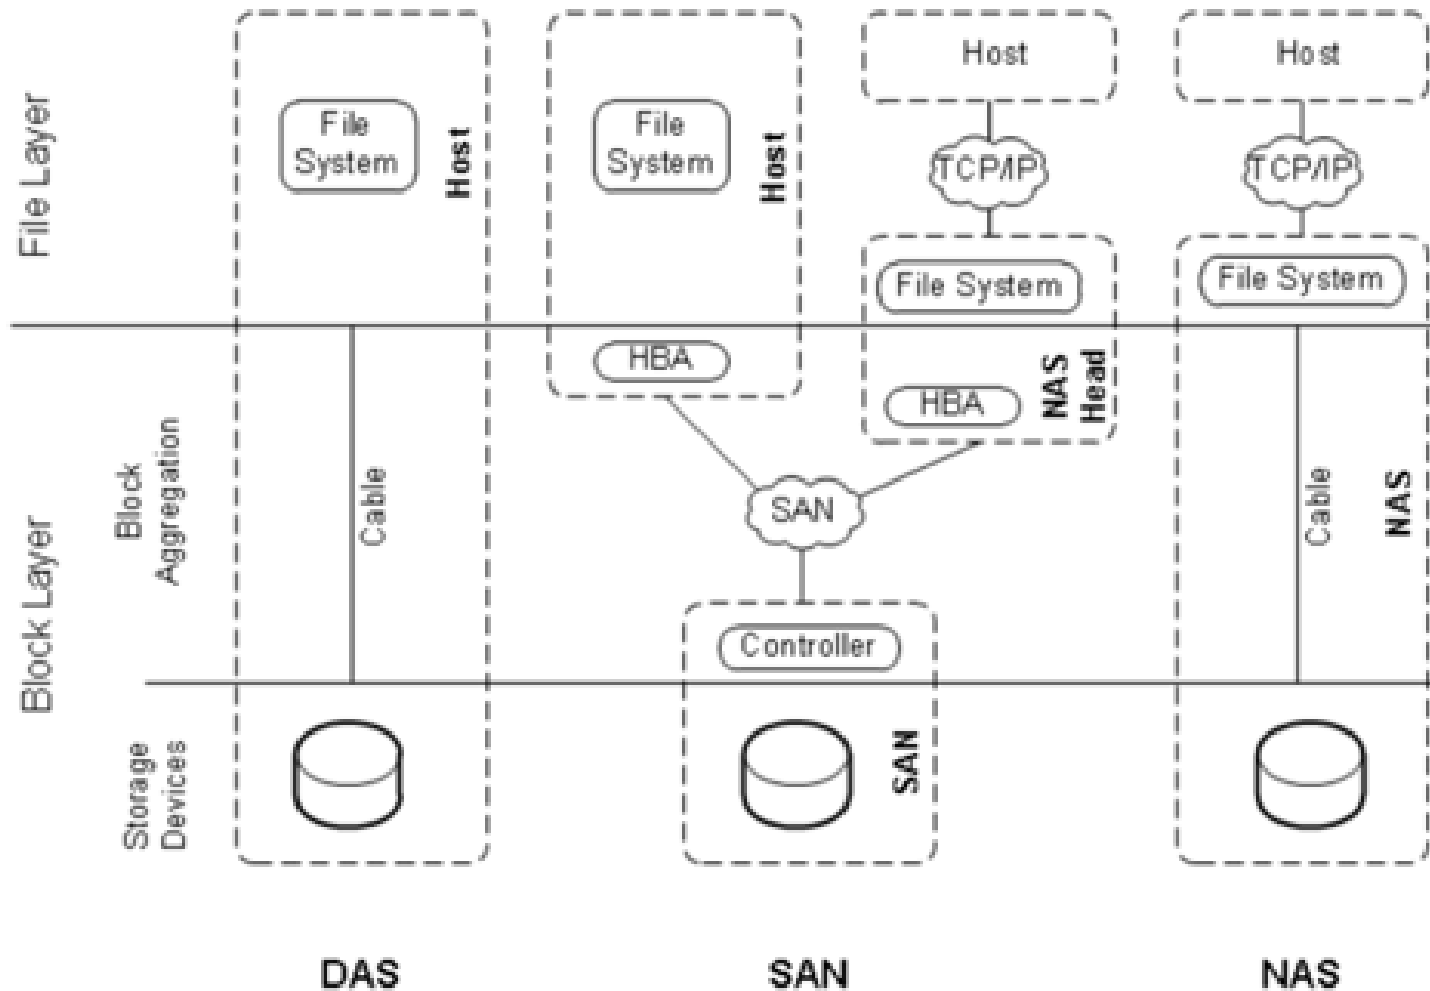 File Layer
File
System
Host
File
System
Host
Host
TCP/IP
File System
Host
TCP/IP
File System
Block Layer
Block
Aggregation
Cable
HBA
HBA
NAS
Head
SAN
Controller
Cable
NAS
Storage
Devices
SAN
DAS
SAN
NAS